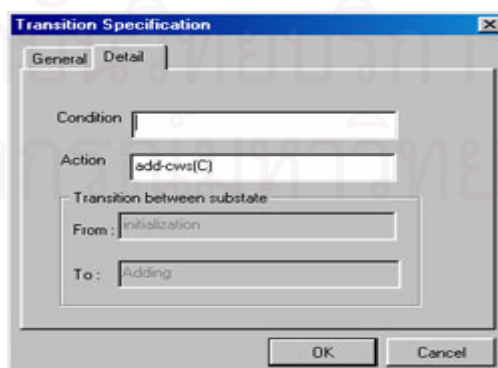 Transition Specification
General Detail
Condition
Action add-cws(C)
Transition between substate
From : initialization
To : Adding
OK Cancel